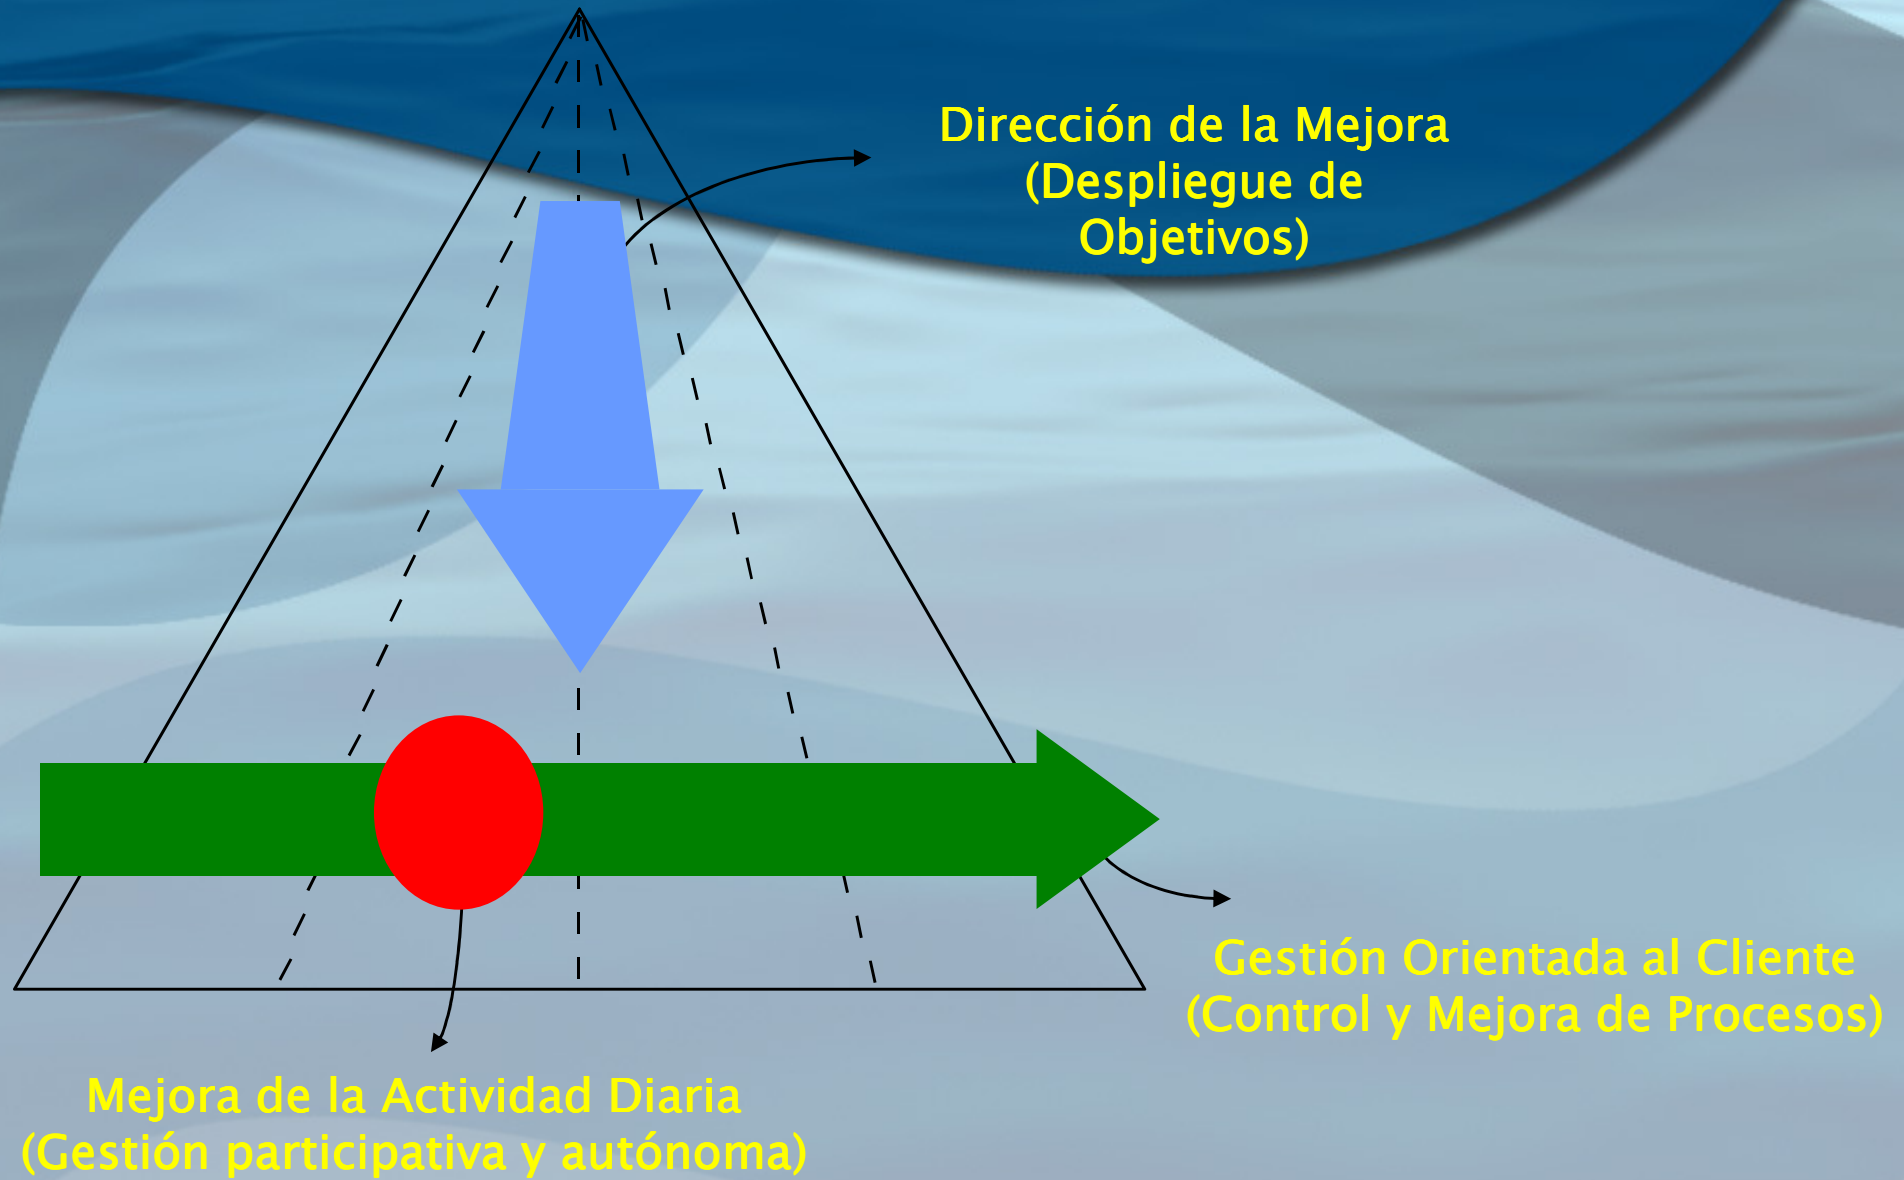 Dirección de la Mejora
(Despliegue de
Objetivos)
Gestión Orientada al Cliente
(Control y Mejora de Procesos)
Mejora de la Actividad Diaria
(Gestión participativa y autónoma)